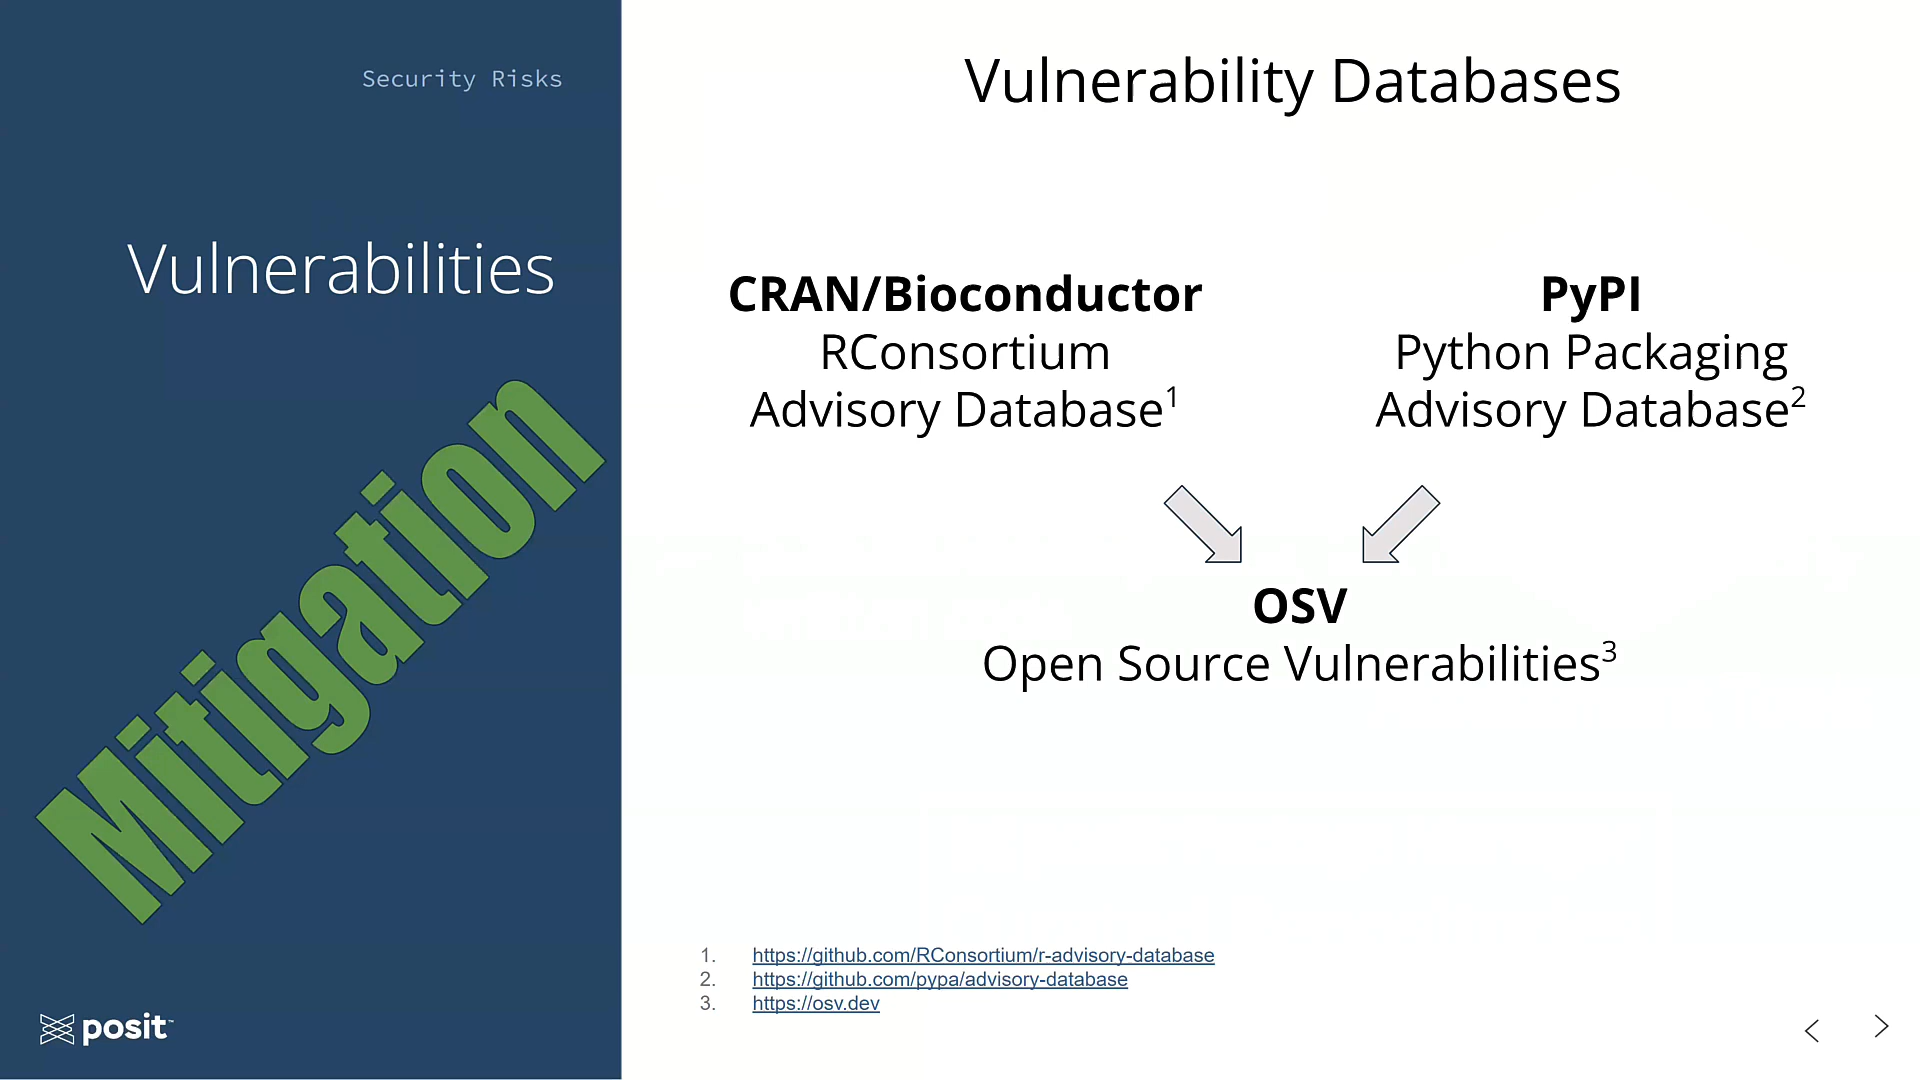 Security Risks
Vulnerabilities
Mitigation
posit™
Vulnerability Databases
CRAN/Bioconductor
RConsortium
Advisory Database1
PyPI
Python Packaging
Advisory Database2
OSV
Open Source Vulnerabilities3
1. https://github.com/RConsortium/r-advisory-database
2. https://github.com/pypa/advisory-database
3. https://osv.dev